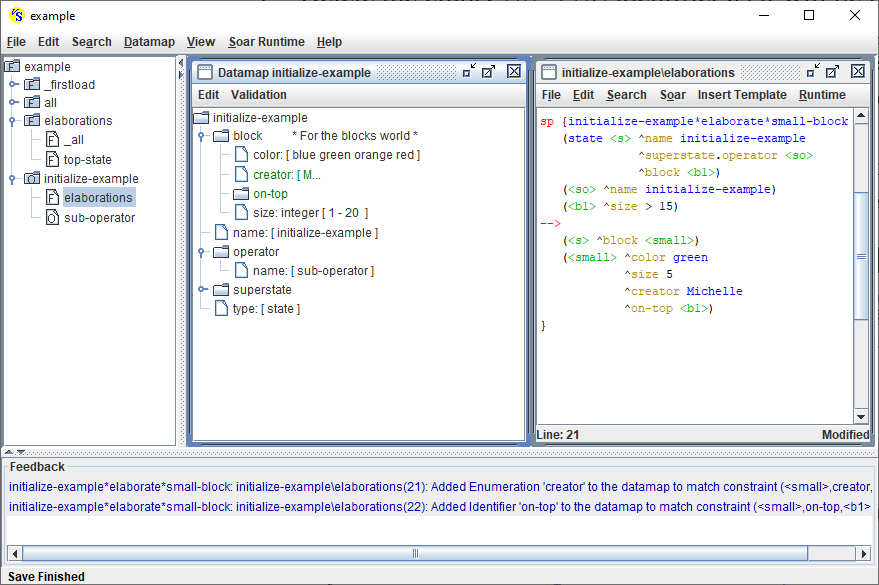 example
File Edit Search Datamap View Soar Runtime Help
example
_firstload
all
elaborations
_all
top-state
initialize-example
elaborations
sub-operator
Datamap initialize-example
Edit Validation
initialize-example
block * For the blocks world *
color: [ blue green orange red ]
creator: [ M...
on-top
size: integer [ 1 - 20 ]
name: [ initialize-example ]
operator
name: [ sub-operator ]
superstate
type: [ state ]
initialize-example\elaborations
File Edit Search Soar Insert Template Runtime
sp {initialize-example*elaborate*small-block
(state <s> ^name initialize-example
^superstate.operator <so>
^block <bl>)
(<so> ^name initialize-example)
(<bl> ^size > 15)
-->
(<s> ^block <small>)
(<small> ^color green
^size 5
^creator Michelle
^on-top <bl>)
}
Line: 21 Modified
Feedback
initialize-example*elaborate*small-block: initialize-example\elaborations(21): Added Enumeration 'creator' to the datamap to match constraint (<small>,creator,
initialize-example*elaborate*small-block: initialize-example\elaborations(22): Added Identifier 'on-top' to the datamap to match constraint (<small>,on-top,<b1>
Save Finished